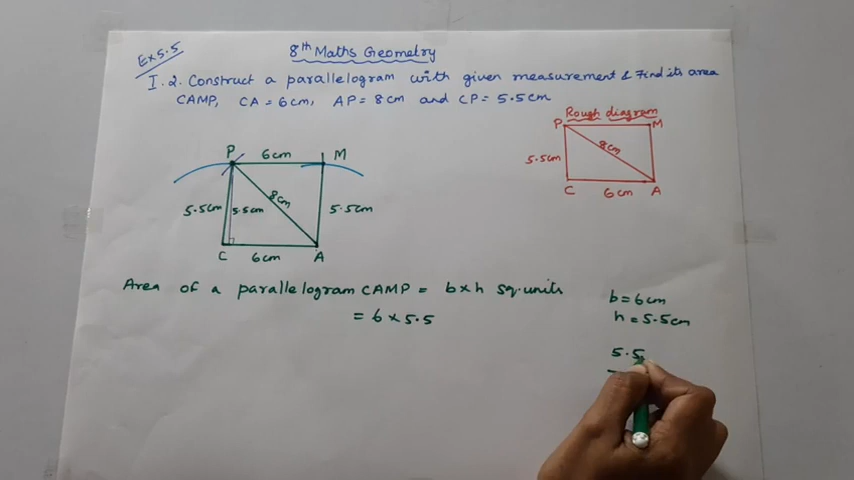 Ex 5.5
8th Maths Geometry
I. 2. Construct a parallelogram with given measurement & Find its area
CAMP, CA = 6cm, AP = 8cm and CP = 5.5cm
Rough diagram
P M
8cm
5.5cm
C 6cm A
P 6cm M
8cm
5.5cm 5.5cm 5.5cm
C 6cm A
Area of a parallelogram CAMP = b×h sq.units
= 6 × 5.5
b = 6cm
h = 5.5cm
5.5